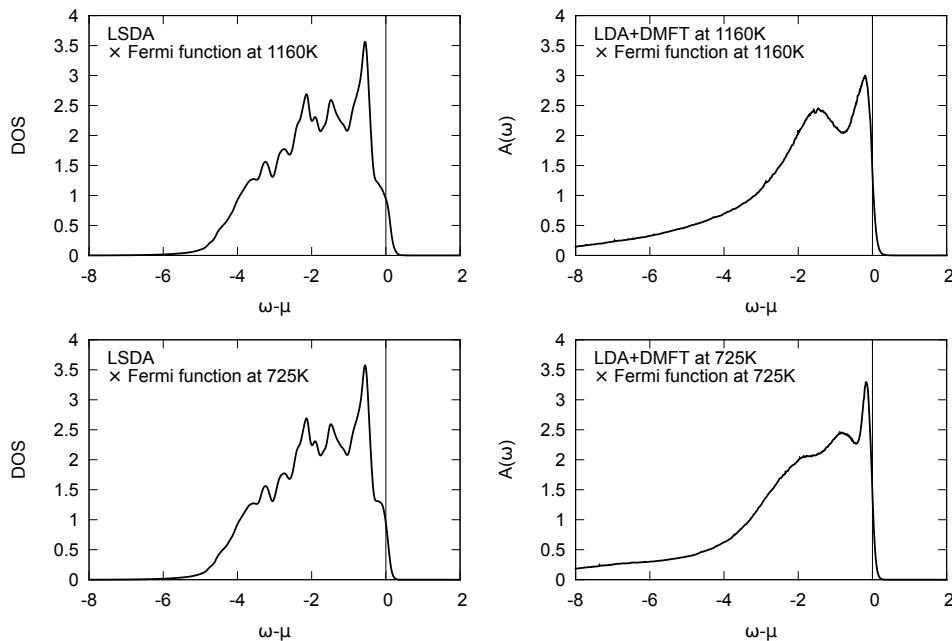 LSDA
× Fermi function at 1160K
DOS
4
3.5
3
2.5
2
1.5
1
0.5
0
-8 -6 -4 -2 0 2
ω-μ
LDA+DMFT at 1160K
× Fermi function at 1160K
A(ω)
4
3.5
3
2.5
2
1.5
1
0.5
0
-8 -6 -4 -2 0 2
ω-μ
LSDA
× Fermi function at 725K
DOS
4
3.5
3
2.5
2
1.5
1
0.5
0
-8 -6 -4 -2 0 2
ω-μ
LDA+DMFT at 725K
× Fermi function at 725K
A(ω)
4
3.5
3
2.5
2
1.5
1
0.5
0
-8 -6 -4 -2 0 2
ω-μ